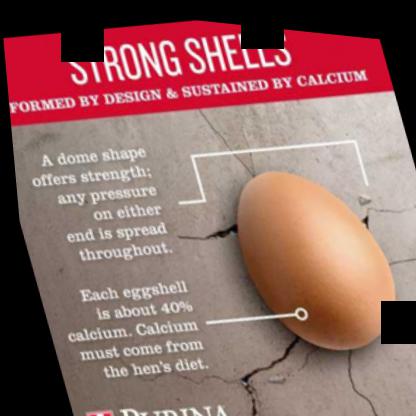 STRONG SHELLS
FORMED BY DESIGN & SUSTAINED BY CALCIUM
A dome shape
offers strength;
any pressure
on either
end is spread
throughout.
Each eggshell
is about 40%
calcium. Calcium
must come from
the hen's diet.
PURINA